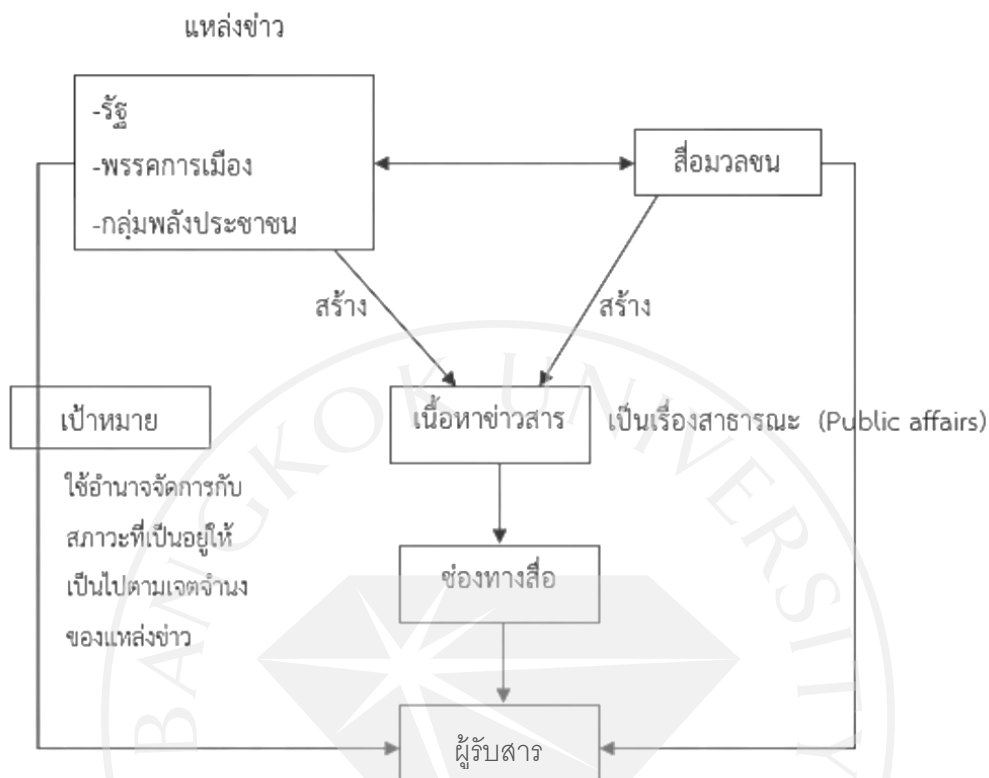 แหล่งข่าว
-รัฐ
-พรรคการเมือง
-กลุ่มพลังประชาชน
สื่อมวลชน
สร้าง
สร้าง
เป้าหมาย
เนื้อหาข่าวสาร
เป็นเรื่องสาธารณะ (Public affairs)
ใช้อำนาจจัดการกับ
สภาวะที่เป็นอยู่ให้
เป็นไปตามเจตจำนง
ของแหล่งข่าว
ช่องทางสื่อ
ผู้รับสาร
BANGKOK UNIVERSITY